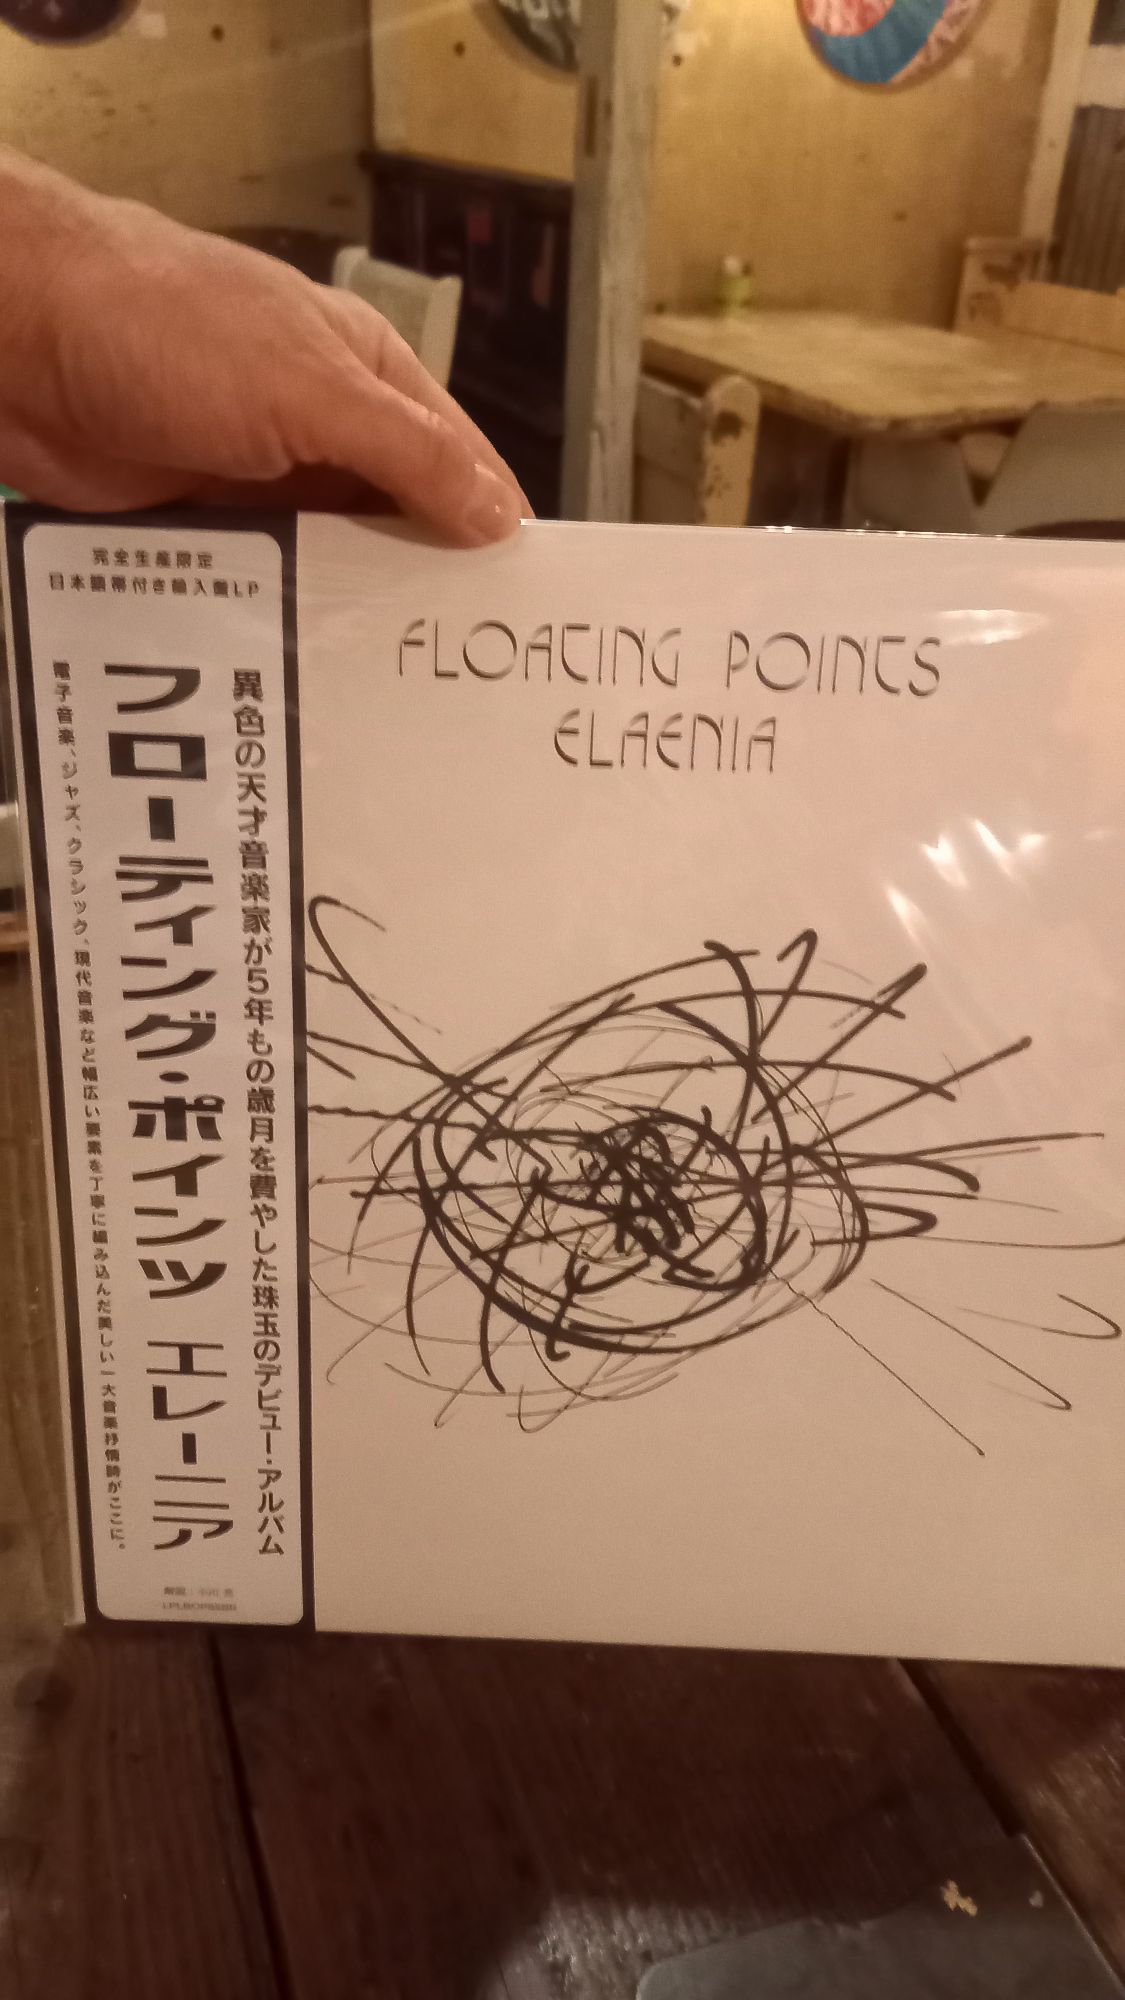 完全生産限定
日本語帯付き輸入盤LP
異色の天才音楽家が5年もの歳月を費やした珠玉のデビュー・アルバム
フローティング・ポインツ エレーニア
電子音楽、ジャズ、クラシック、現代音楽など幅広い要素を丁寧に編み込んだ美しい一大音楽抒情詩がここに。
解説:
FLOATING POINTS
ELAENIA